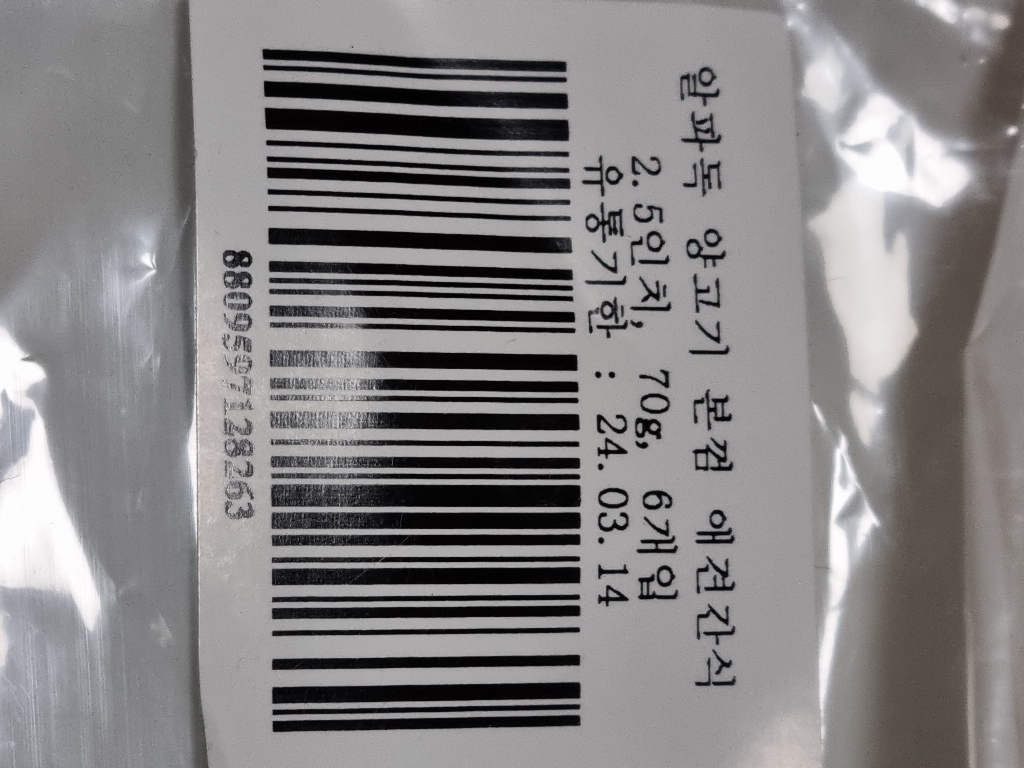 알파독 양고기 본껌 애견간식
2.5인치, 70g, 6개입
유통기한 : 24.03.14
8809597128263